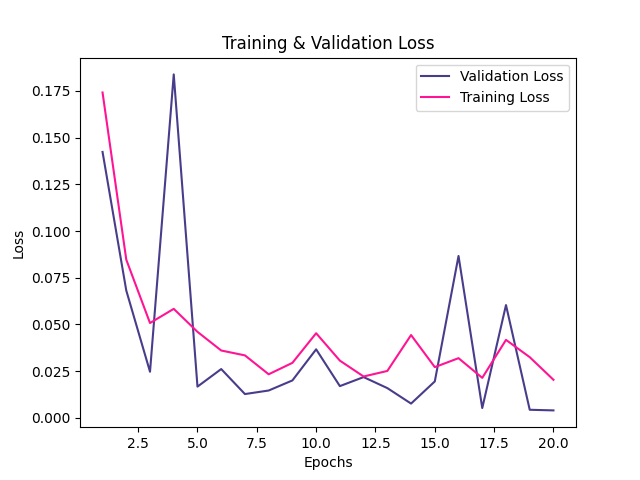 Training & Validation Loss
Validation Loss
Training Loss
Loss
0.175
0.150
0.125
0.100
0.075
0.050
0.025
0.000
2.5 5.0 7.5 10.0 12.5 15.0 17.5 20.0
Epochs